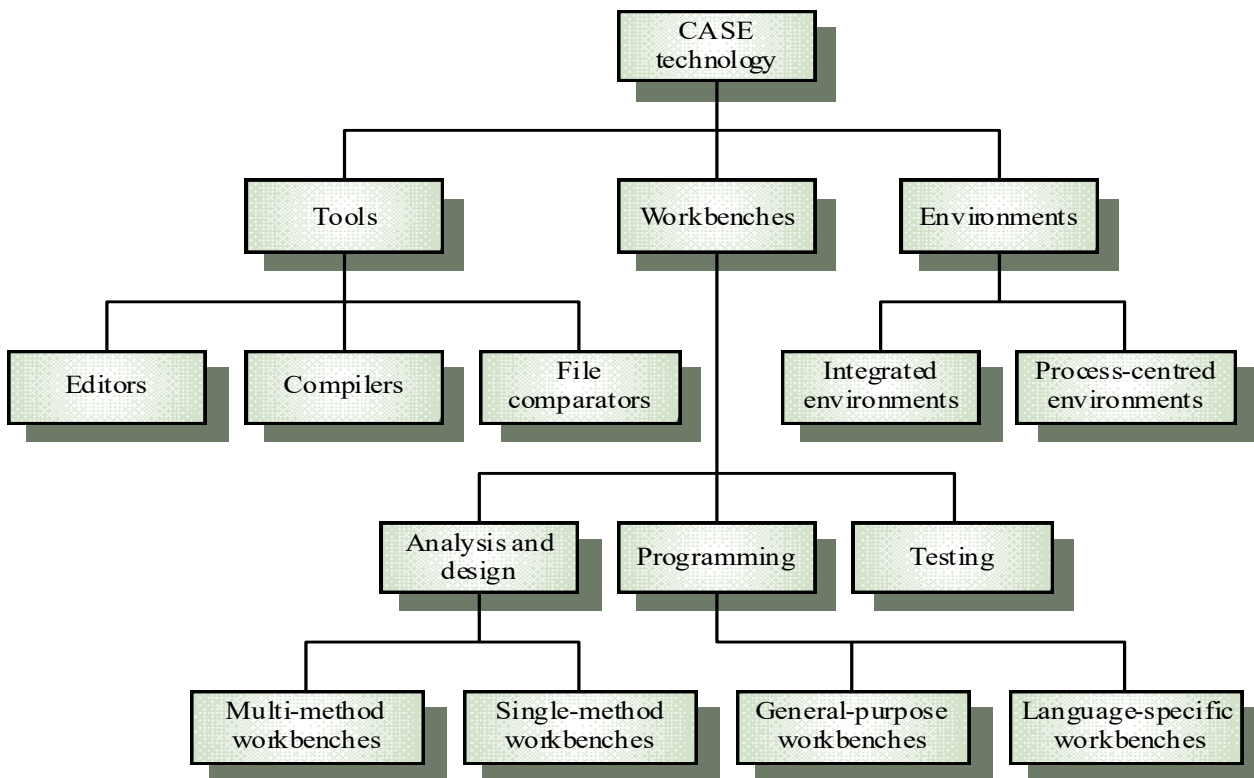 CASE
technology
Tools
Workbenches
Environments
Editors
Compilers
File
comparators
Integrated
environments
Process-centred
environments
Analysis and
design
Programming
Testing
Multi-method
workbenches
Single-method
workbenches
General-purpose
workbenches
Language-specific
workbenches